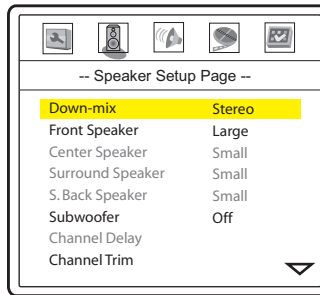 -- Speaker Setup Page --
Down-mix Stereo
Front Speaker Large
Center Speaker Small
Surround Speaker Small
S. Back Speaker Small
Subwoofer Off
Channel Delay
Channel Trim